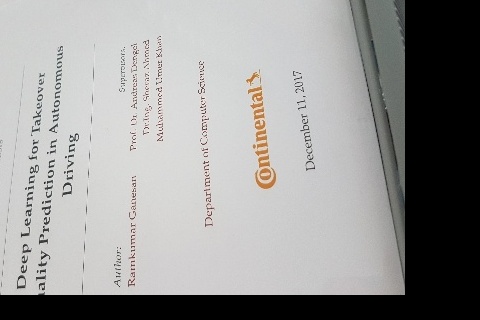 Deep Learning for Takeover
ality Prediction in Autonomous
Driving
Author:
Ramkumar Ganesan
Supervisors:
Prof. Dr. Andreas Dengel
Dr.Ing. Sheraz Ahmed
Muhammed Umer Khan
Department of Computer Science
Continental
December 11, 2017